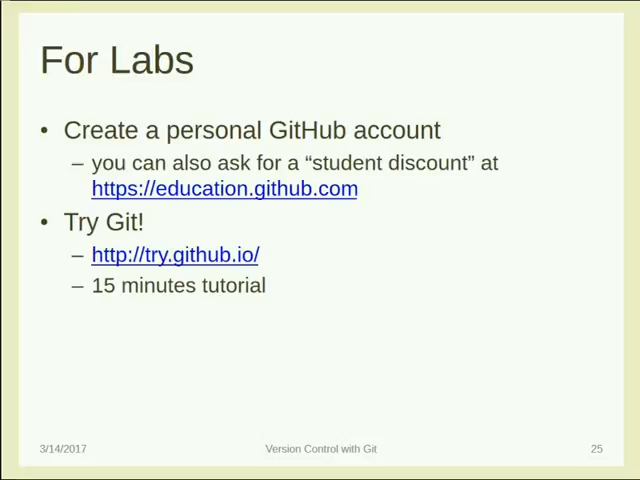 For Labs
• Create a personal GitHub account
– you can also ask for a “student discount” at
https://education.github.com
• Try Git!
– http://try.github.io/
– 15 minutes tutorial
3/14/2017 Version Control with Git 25